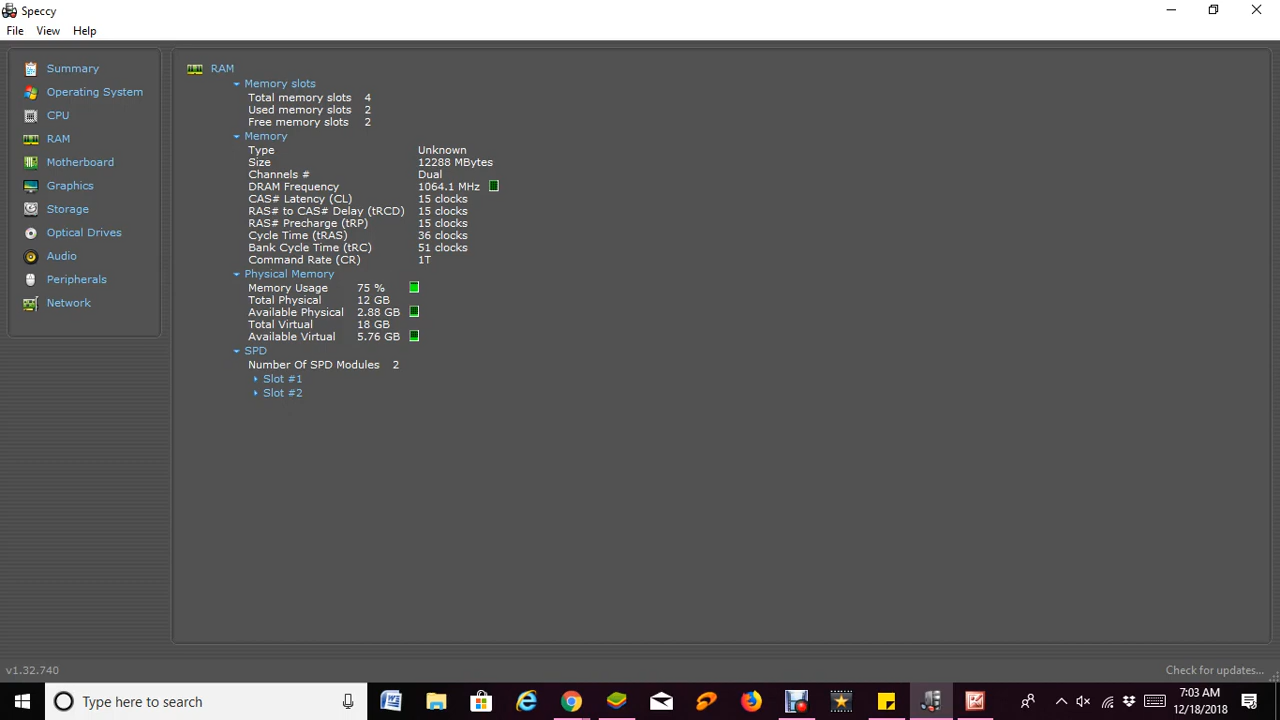 Speccy
File View Help
Summary
Operating System
CPU
RAM
Motherboard
Graphics
Storage
Optical Drives
Audio
Peripherals
Network
RAM
Memory slots
Total memory slots 4
Used memory slots 2
Free memory slots 2
Memory
Type Unknown
Size 12288 MBytes
Channels # Dual
DRAM Frequency 1064.1 MHz
CAS# Latency (CL) 15 clocks
RAS# to CAS# Delay (tRCD) 15 clocks
RAS# Precharge (tRP) 15 clocks
Cycle Time (tRAS) 36 clocks
Bank Cycle Time (tRC) 51 clocks
Command Rate (CR) 1T
Physical Memory
Memory Usage 75 %
Total Physical 12 GB
Available Physical 2.88 GB
Total Virtual 18 GB
Available Virtual 5.76 GB
SPD
Number Of SPD Modules 2
Slot #1
Slot #2
v1.32.740 Check for updates...
Type here to search
7:03 AM
12/18/2018